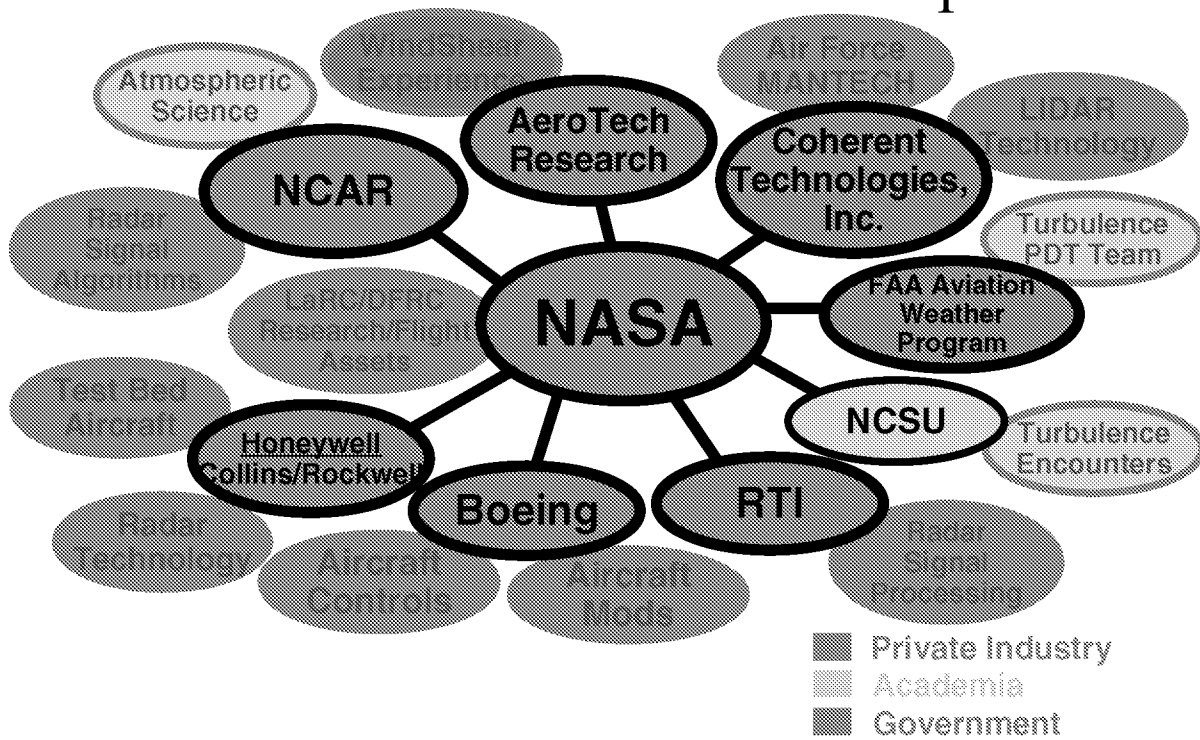 WindShear
Experience
Air Force
MANTECH
Atmospheric
Science
AeroTech
Research
Coherent
Technologies,
Inc.
LIDAR
Technology
NCAR
Radar
Signal
Algorithms
Turbulence
PDT Team
LaRC/DFRC
Research/Flight
Assets
NASA
FAA Aviation
Weather
Program
Test Bed
Aircraft
NCSU
Turbulence
Encounters
Honeywell
Collins/Rockwell
Boeing
RTI
Radar
Technology
Aircraft
Controls
Aircraft
Mods
Radar
Signal
Processing
Private Industry
Academia
Government